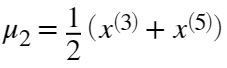 μ₂ = 1/2 (x⁽³⁾ + x⁽⁵⁾)